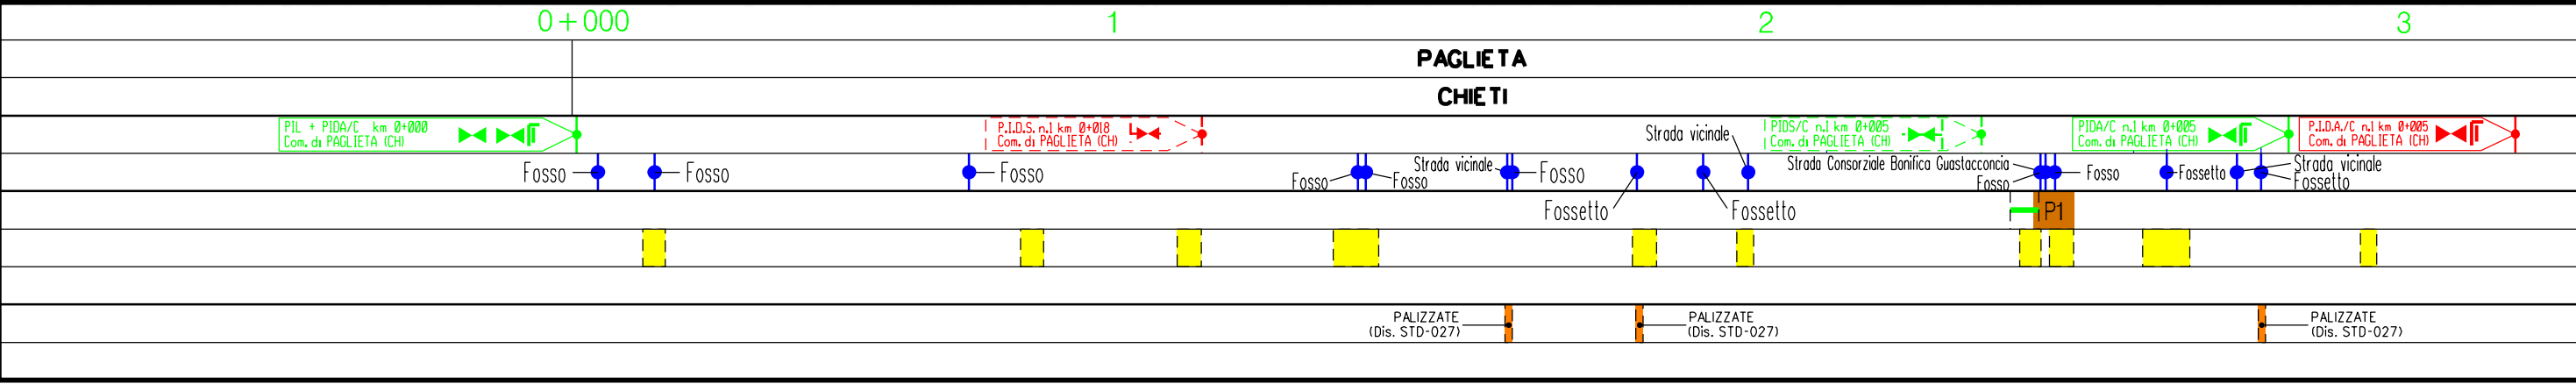 0+000 1 2 3
PAGLIETA
CHIETI
PIL + PIDA/C km 0+000
Com. di PAGLIETA (CH)
P.I.D.S. n.1 km 0+018
Com. di PAGLIETA (CH)
Strada vicinale
PIDS/C n.1 km 0+005
Com. di PAGLIETA (CH)
PIDA/C n.1 km 0+005
Com. di PAGLIETA (CH)
P.I.D.A./C n.1 km 0+005
Com. di PAGLIETA (CH)
Fosso
Fosso
Fosso
Fosso
Fosso
Strada vicinale
Fosso
Fossetto
Fossetto
Strada Consorziale Bonifica Guastacconcia
Fosso
Fosso
Fossetto
Strada vicinale
Fossetto
P1
PALIZZATE
(Dis. STD-027)
PALIZZATE
(Dis. STD-027)
PALIZZATE
(Dis. STD-027)